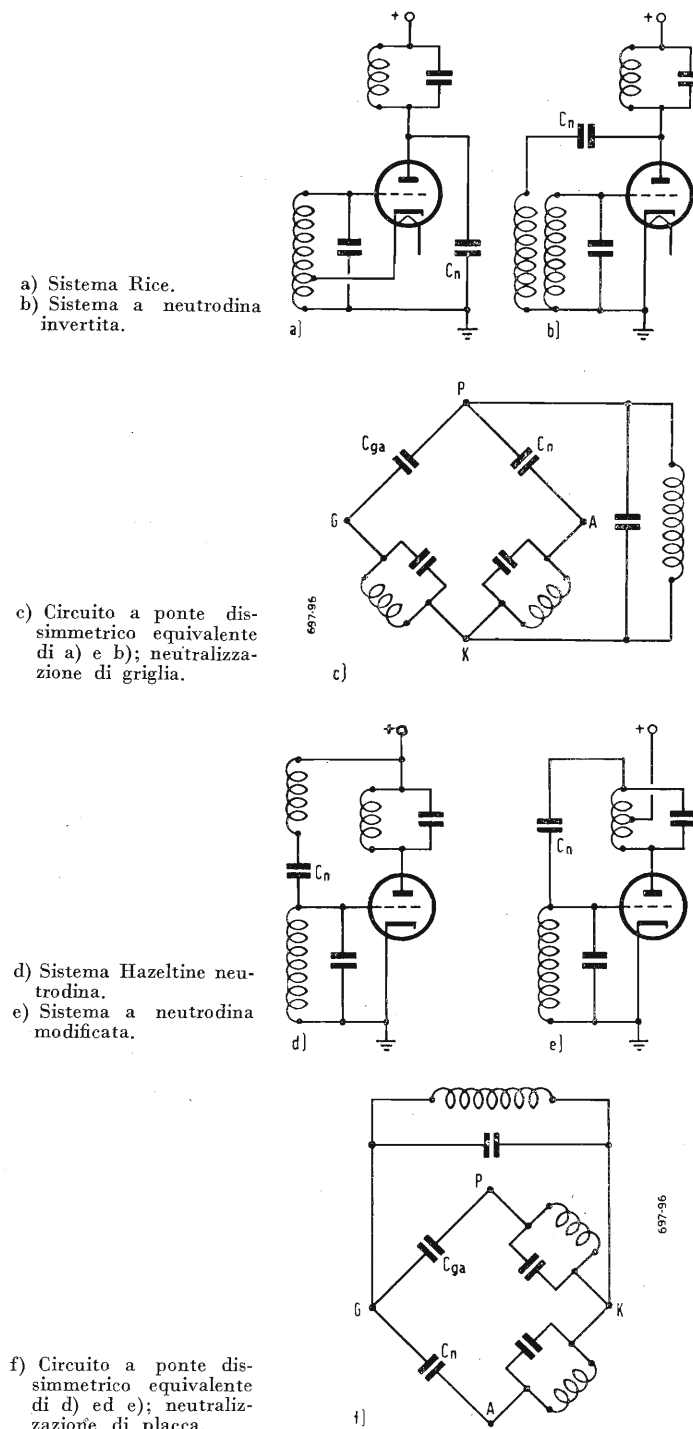 +
+
Cn
Cn
a) Sistema Rice.
b) Sistema a neutrodina
invertita.
a)
b)
P
Cga
Cn
G
A
697-96
c) Circuito a ponte dis-
simmetrico equivalente
di a) e b); neutralizza-
zione di griglia.
K
c)
+
+
Cn
Cn
d) Sistema Hazeltine neu-
trodina.
e) Sistema a neutrodina
modificata.
d)
e)
P
697-96
Cga
G
K
Cn
f) Circuito a ponte dis-
simmetrico equivalente
di d) ed e); neutraliz-
zazione di placca
A
f)